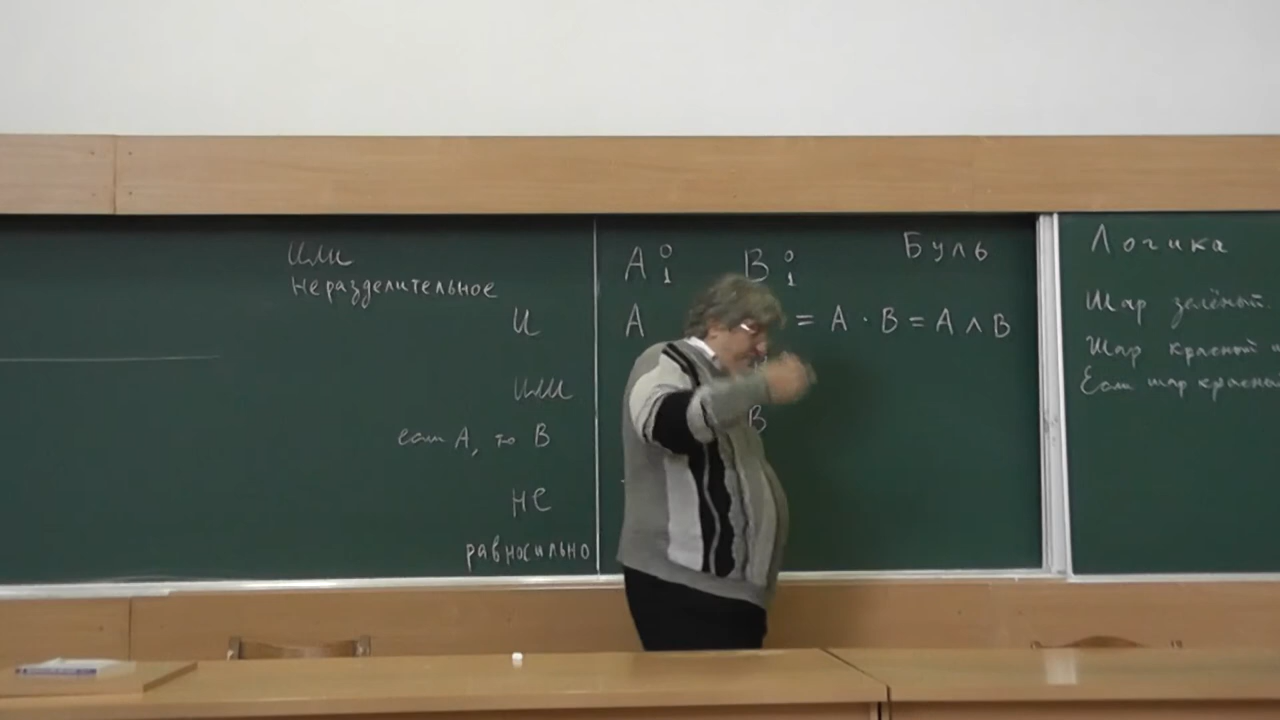 или
неразделительное
и
или
если A, то B
не
равносильно
A 0 1 B 0 1 Буль
A = A · B = A ∧ B
B
Логика
Шар зелёный.
Шар красный и
Если шар красный